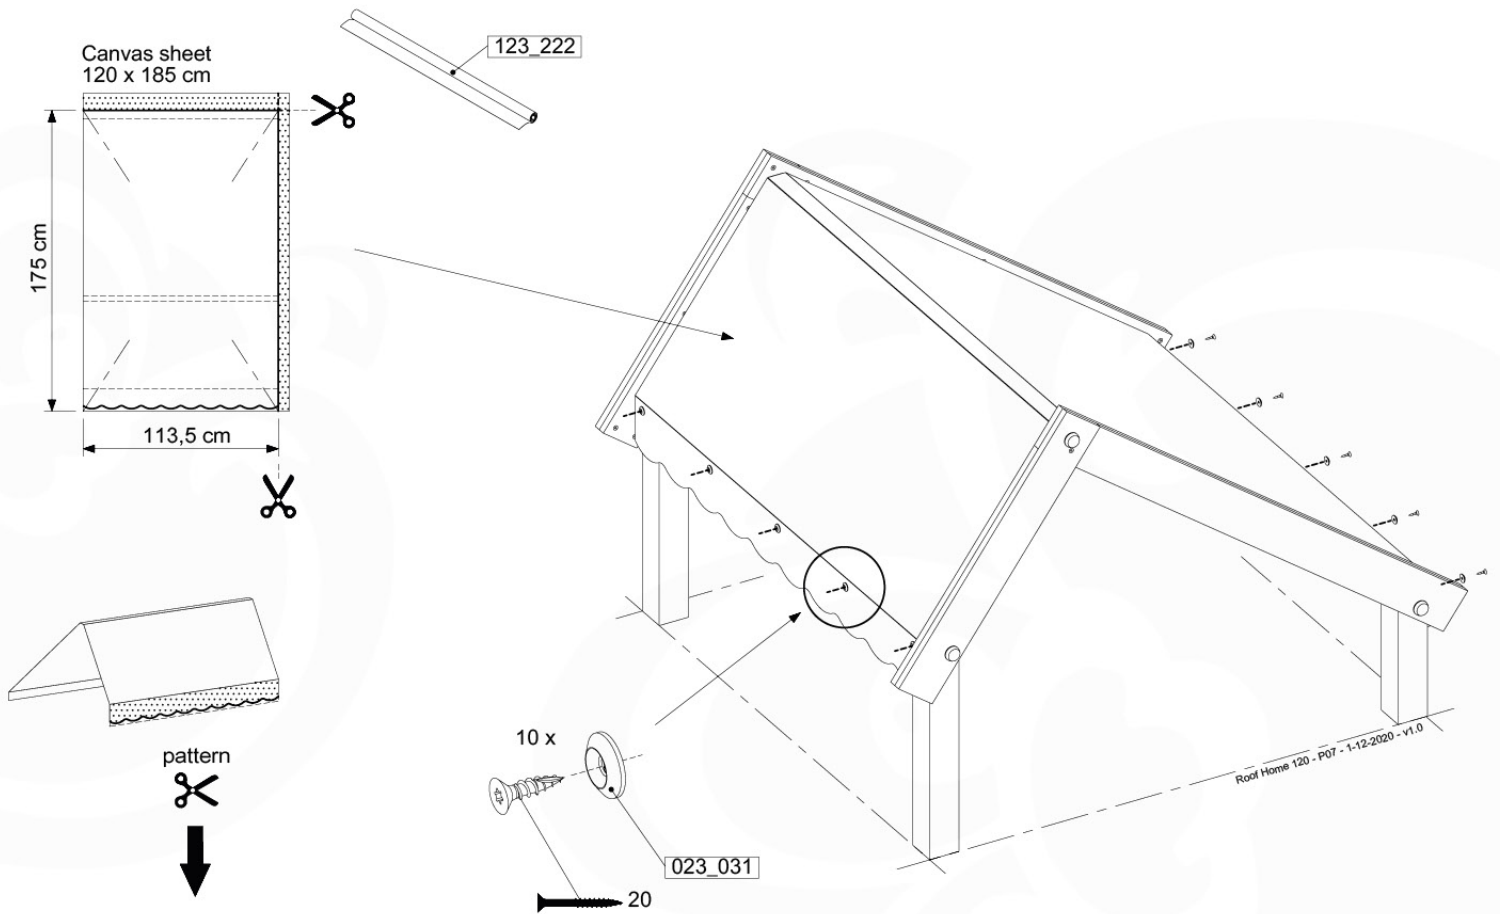 Canvas sheet
120 x 185 cm
123_222
175 cm
113,5 cm
pattern
10 x
023_031
20
Roof Home 120 - P07 - 1-12-2020 - v1.0